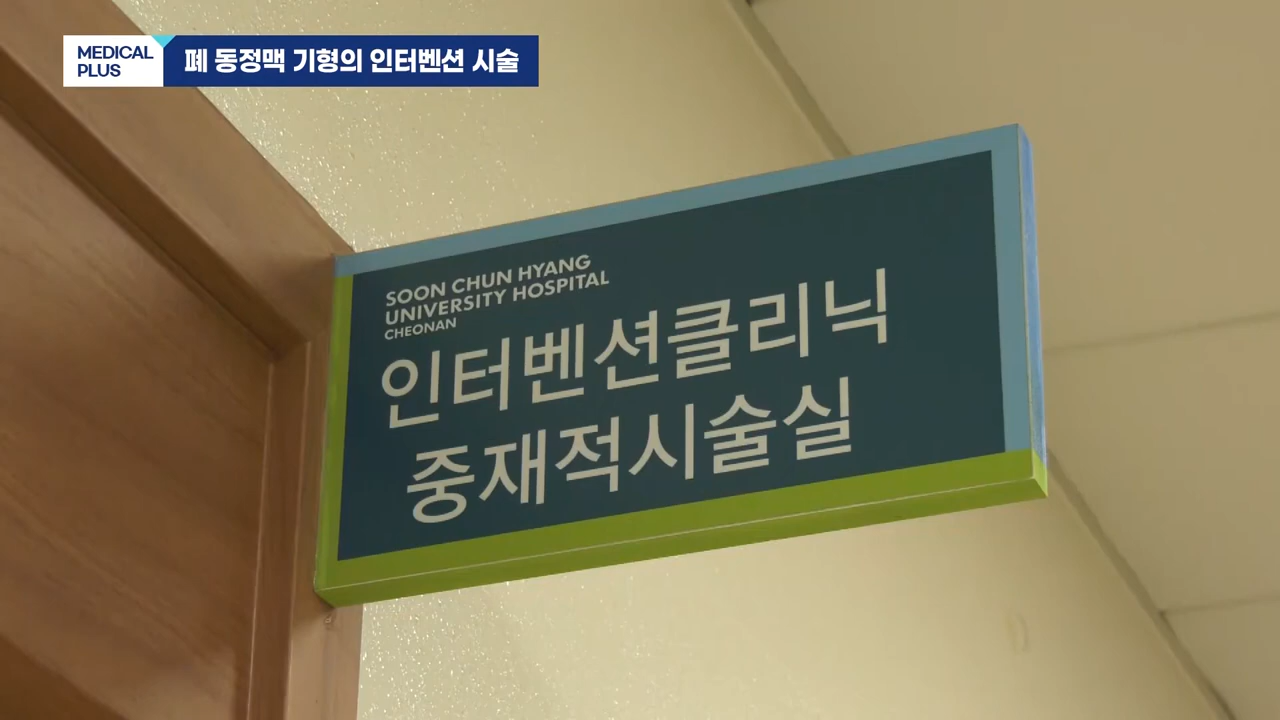 MEDICAL
PLUS
폐 동정맥 기형의 인터벤션 시술
SOON CHUN HYANG
UNIVERSITY HOSPITAL
CHEONAN
인터벤션클리닉
중재적시술실